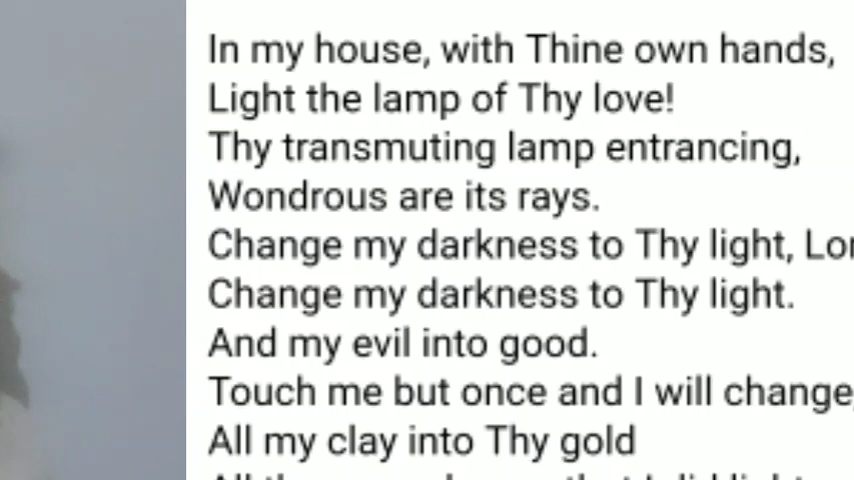 In my house, with Thine own hands,
Light the lamp of Thy love!
Thy transmuting lamp entrancing,
Wondrous are its rays.
Change my darkness to Thy light,
Change my darkness to Thy light.
And my evil into good.
Touch me but once and I will change,
All my clay into Thy gold